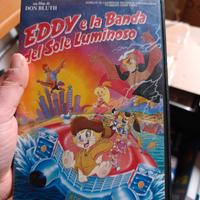 un film di
DON BLUTH
EDDY e la Banda
del Sole Luminoso